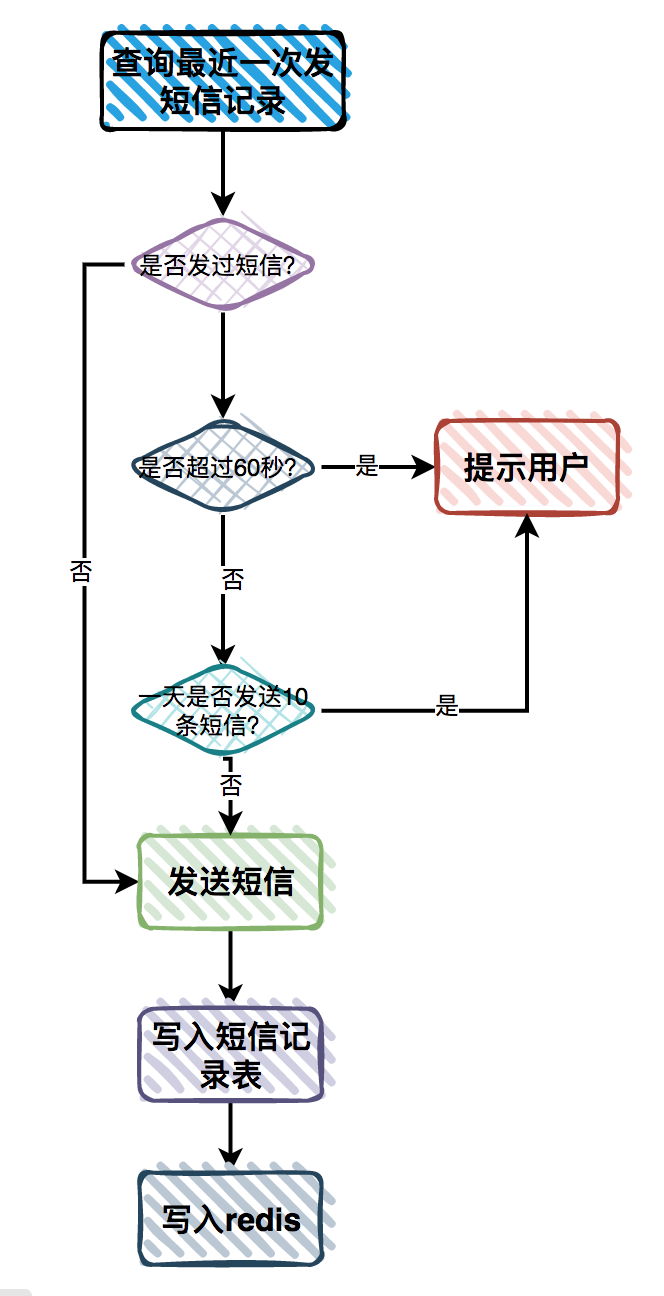 查询最近一次发
短信记录
是否发过短信?
是否超过60秒?
是
提示用户
否
否
一天是否发送10
条短信?
是
否
发送短信
写入短信记
录表
写入redis